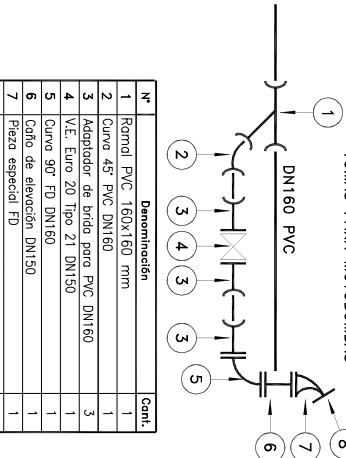 1
DN160 PVC
2
3
4
3
3
5
6
7
8
N° Denominación Cant.
1 Ramal PVC 160x160 mm 1
2 Curva 45° PVC DN160 1
3 Adaptador de brida para PVC DN160 3
4 V.E. Euro 20 Tipo 21 DN150 1
5 Curva 90° FD DN160 1
6 Caño de elevación DN150 1
7 Pieza especial FD 1